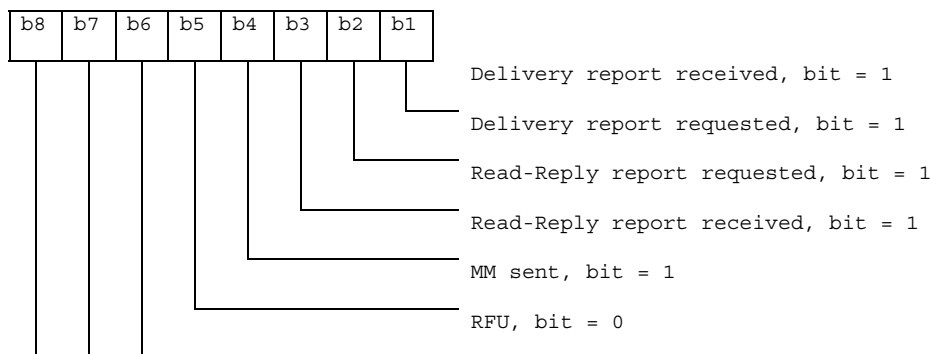 b8 b7 b6 b5 b4 b3 b2 b1
Delivery report received, bit = 1
Delivery report requested, bit = 1
Read-Reply report requested, bit = 1
Read-Reply report received, bit = 1
MM sent, bit = 1
RFU, bit = 0